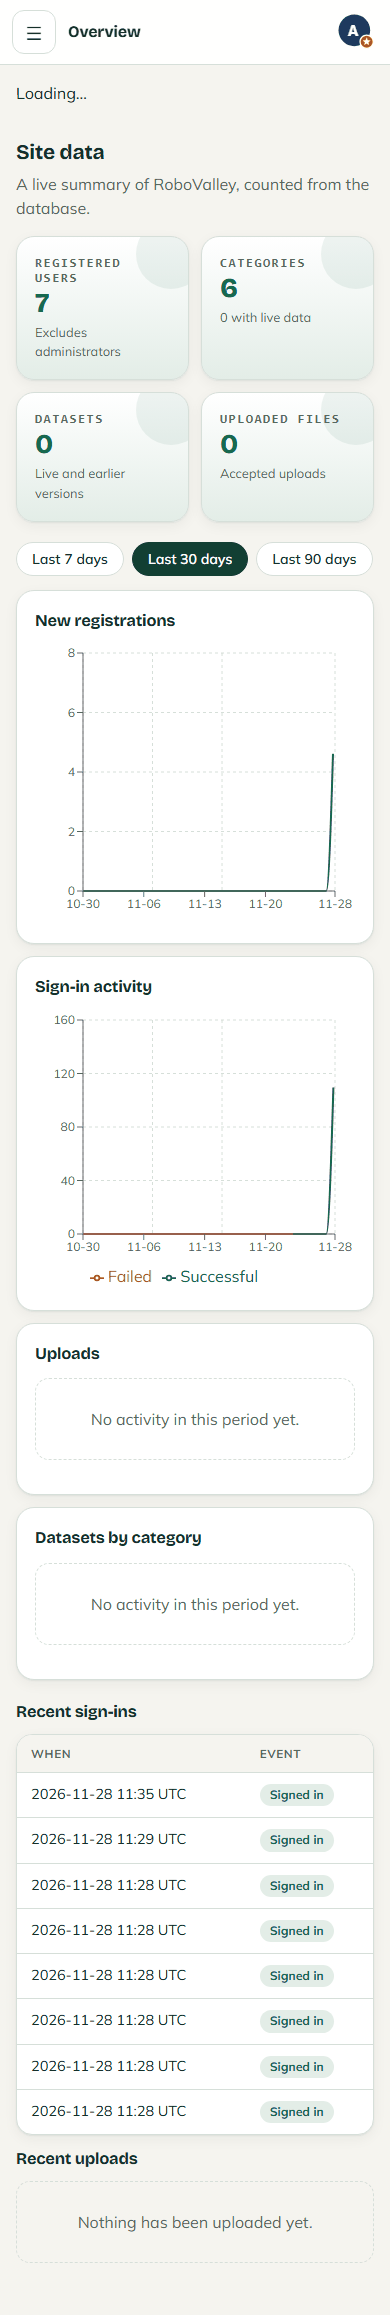 ☰ Overview A
Loading...
Site data
A live summary of RoboValley, counted from the
database.
REGISTERED
USERS
7
Excludes
administrators
CATEGORIES
6
0 with live data
DATASETS
0
Live and earlier
versions
UPLOADED FILES
0
Accepted uploads
Last 7 days Last 30 days Last 90 days
New registrations
8
6
4
2
0
10-30 11-06 11-13 11-20 11-28
Sign-in activity
160
120
80
40
0
10-30 11-06 11-13 11-20 11-28
Failed Successful
Uploads
No activity in this period yet.
Datasets by category
No activity in this period yet.
Recent sign-ins
WHEN EVENT
2026-11-28 11:35 UTC Signed in
2026-11-28 11:29 UTC Signed in
2026-11-28 11:28 UTC Signed in
2026-11-28 11:28 UTC Signed in
2026-11-28 11:28 UTC Signed in
2026-11-28 11:28 UTC Signed in
2026-11-28 11:28 UTC Signed in
2026-11-28 11:28 UTC Signed in
Recent uploads
Nothing has been uploaded yet.